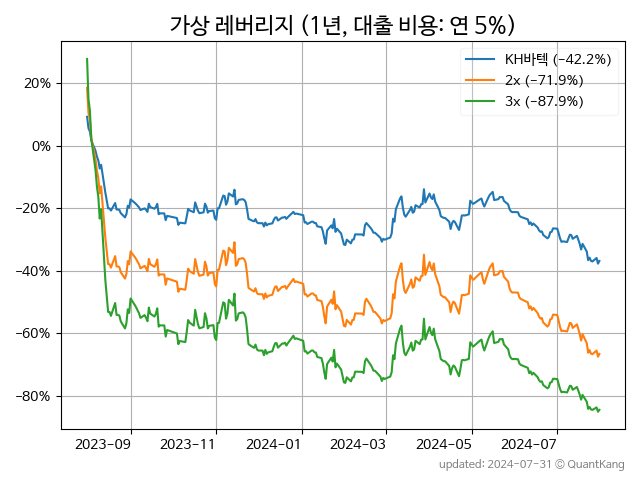 가상 레버리지 (1년, 대출 비용: 연 5%)
KH바텍 (−42.2%)
2x (−71.9%)
3x (−87.9%)
20%
0%
−20%
−40%
−60%
−80%
2023-09
2023-11
2024-01
2024-03
2024-05
2024-07
updated: 2024-07-31 © QuantKang